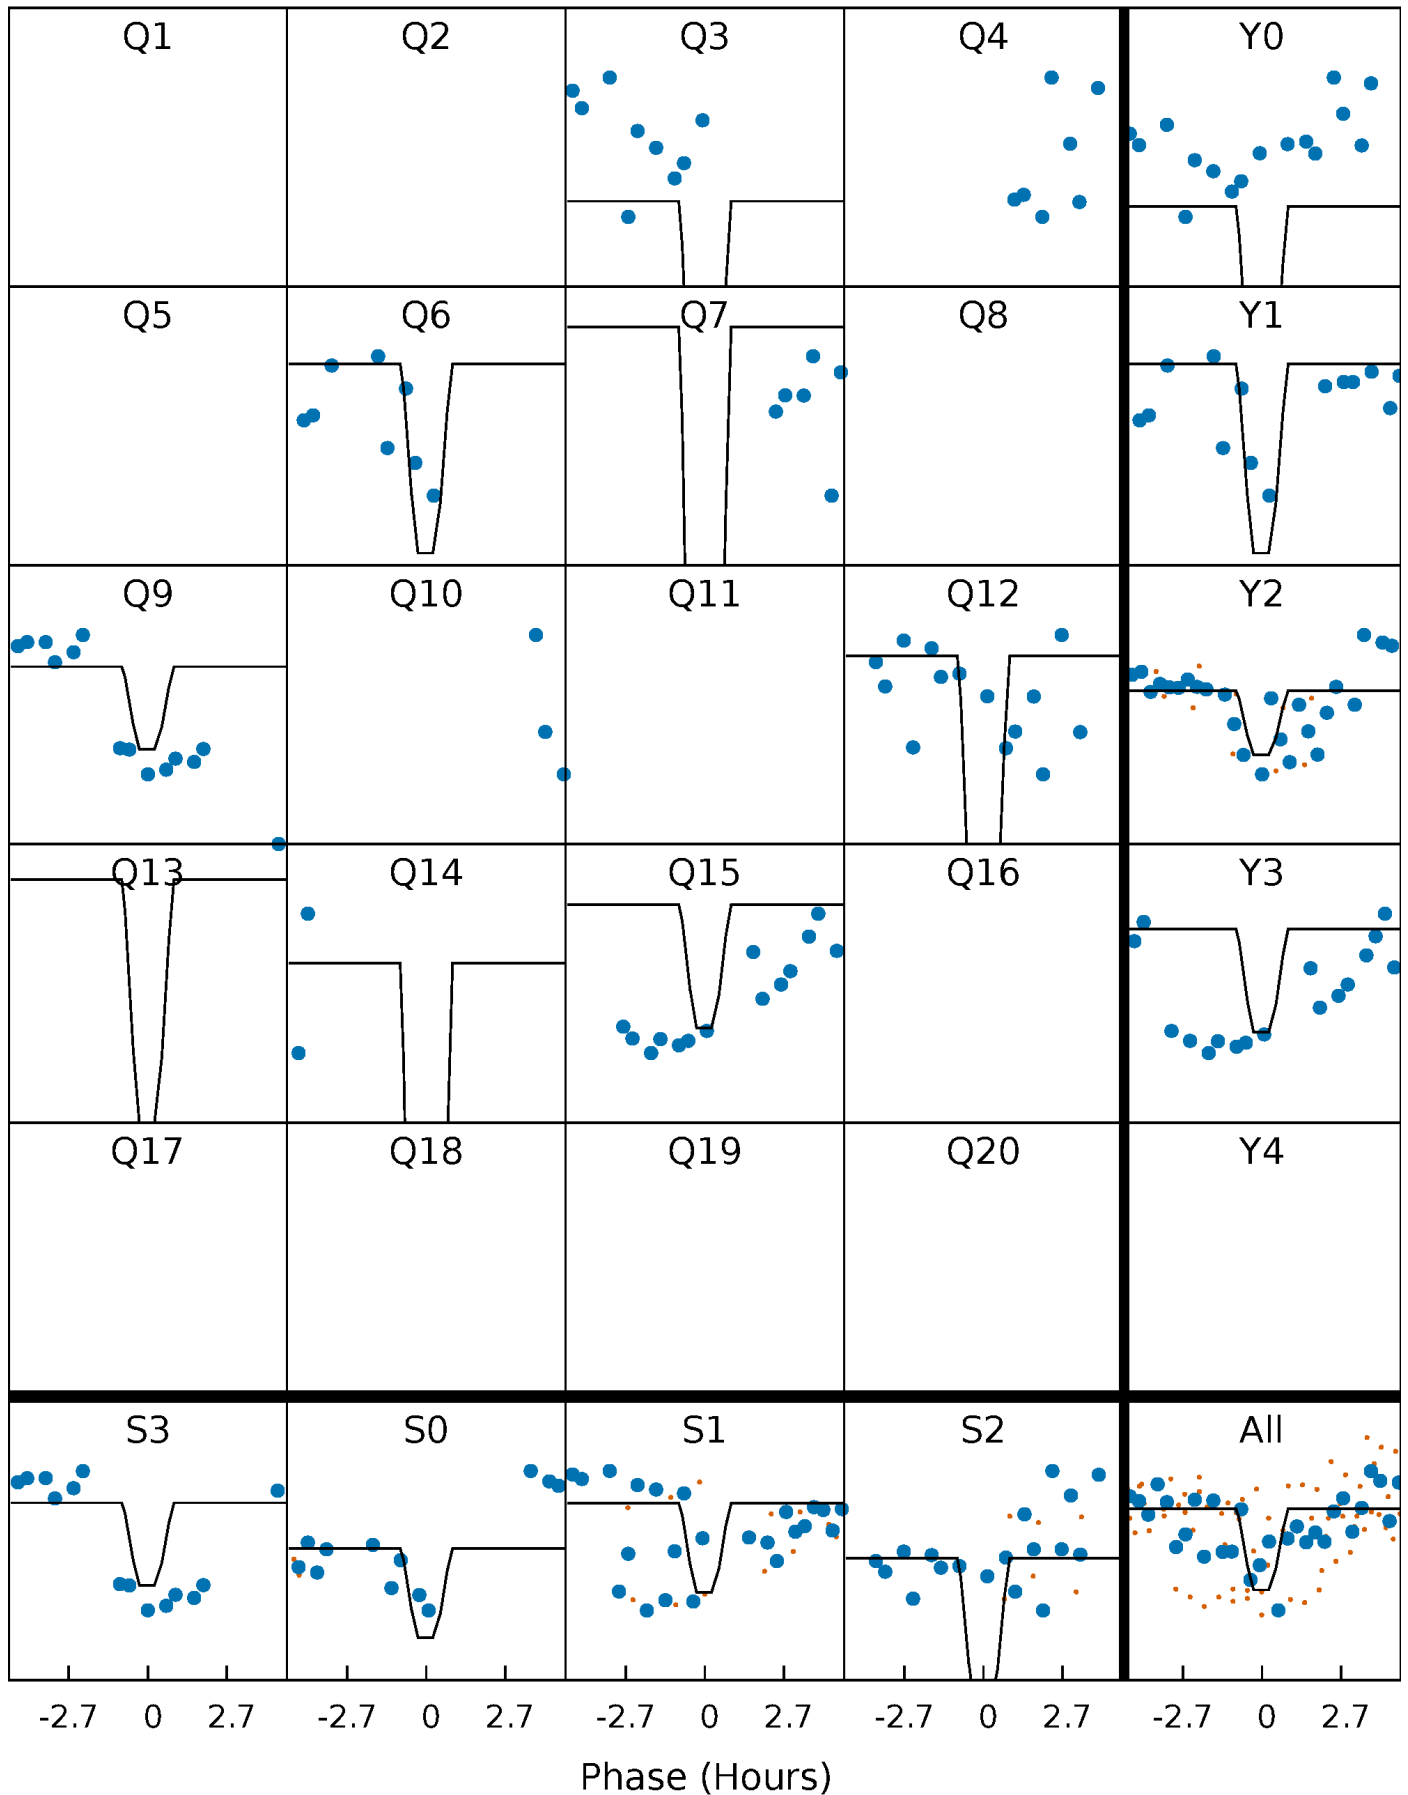 Q1 Q2 Q3 Q4 Y0
Q5 Q6 Q7 Q8 Y1
Q9 Q10 Q11 Q12 Y2
Q13 Q14 Q15 Q16 Y3
Q17 Q18 Q19 Q20 Y4
S3 S0 S1 S2 All
-2.7 0 2.7 -2.7 0 2.7 -2.7 0 2.7 -2.7 0 2.7 -2.7 0 2.7
Phase (Hours)